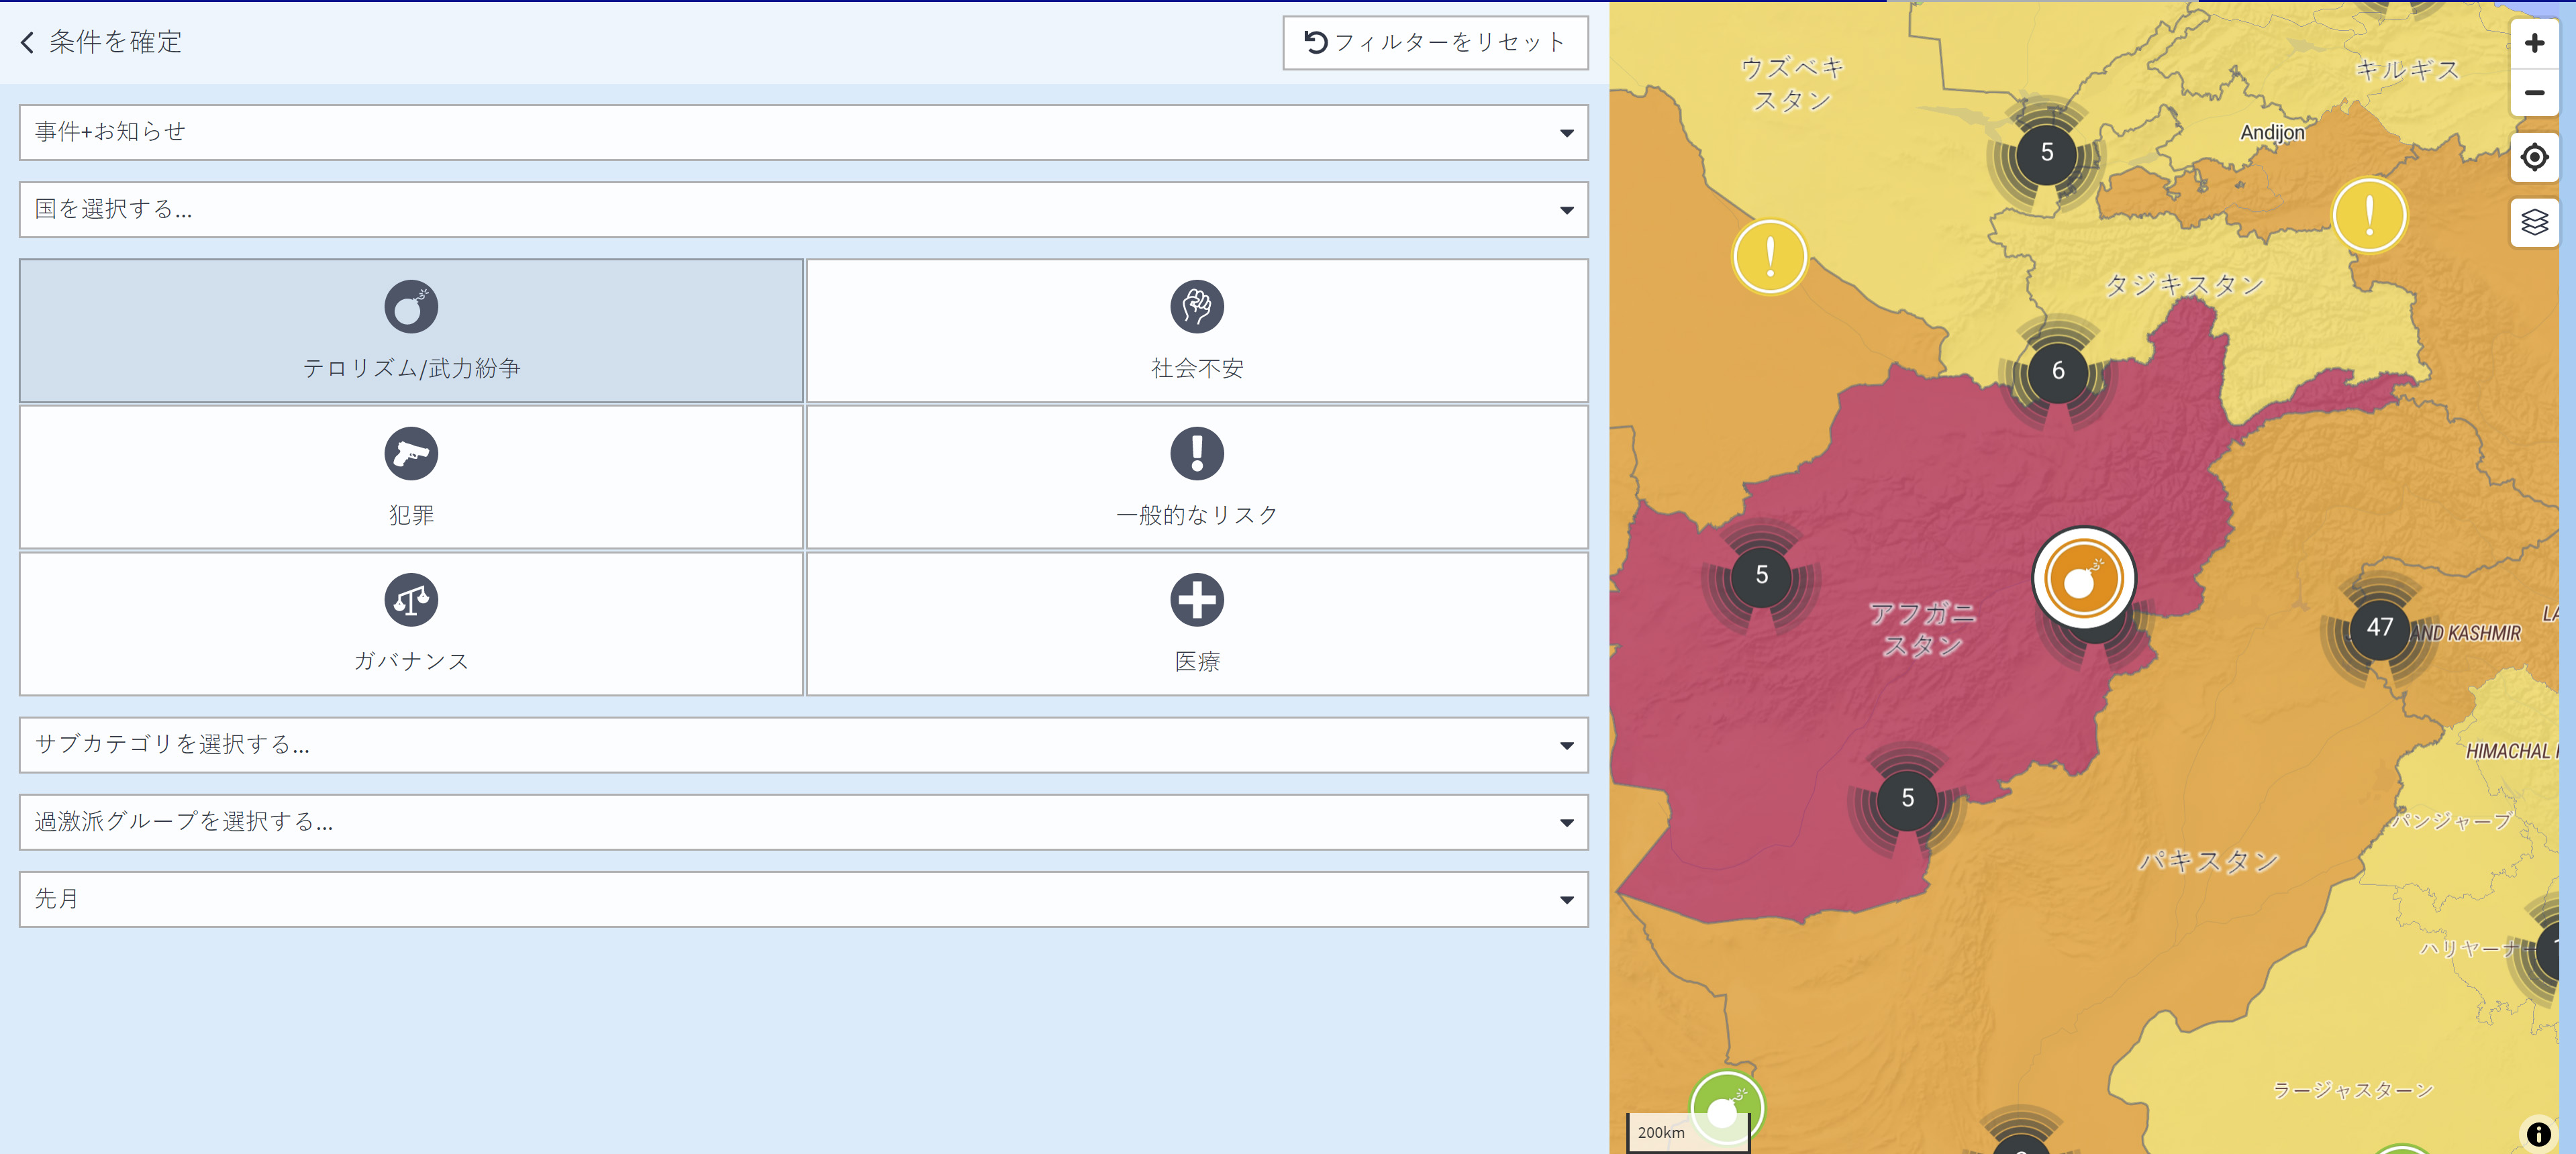 条件を確定
フィルターをリセット
事件+お知らせ
国を選択する...
テロリズム/武力紛争
社会不安
犯罪
一般的なリスク
ガバナンス
医療
サブカテゴリを選択する...
過激派グループを選択する...
先月
ウズベキ
スタン
キルギス
Andijon
5
タジキスタン
6
5
アフガニ
スタン
47
AND KASHMIR
5
HIMACHAL
パンジャーブ
パキスタン
ハリヤーナー
ラージャスターン
200km